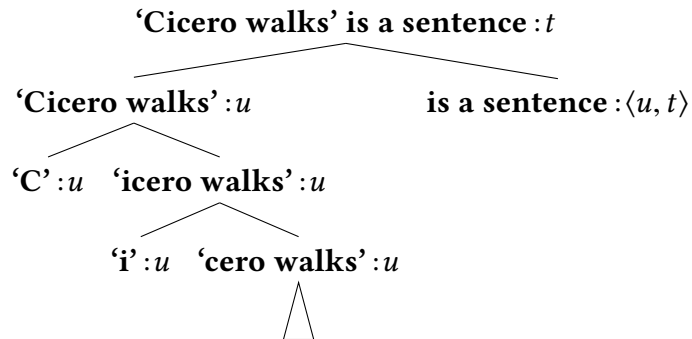 ‘Cicero walks’ is a sentence : t
‘Cicero walks’ : u is a sentence : ⟨u, t⟩
‘C’ : u ‘icero walks’ : u
‘i’ : u ‘cero walks’ : u